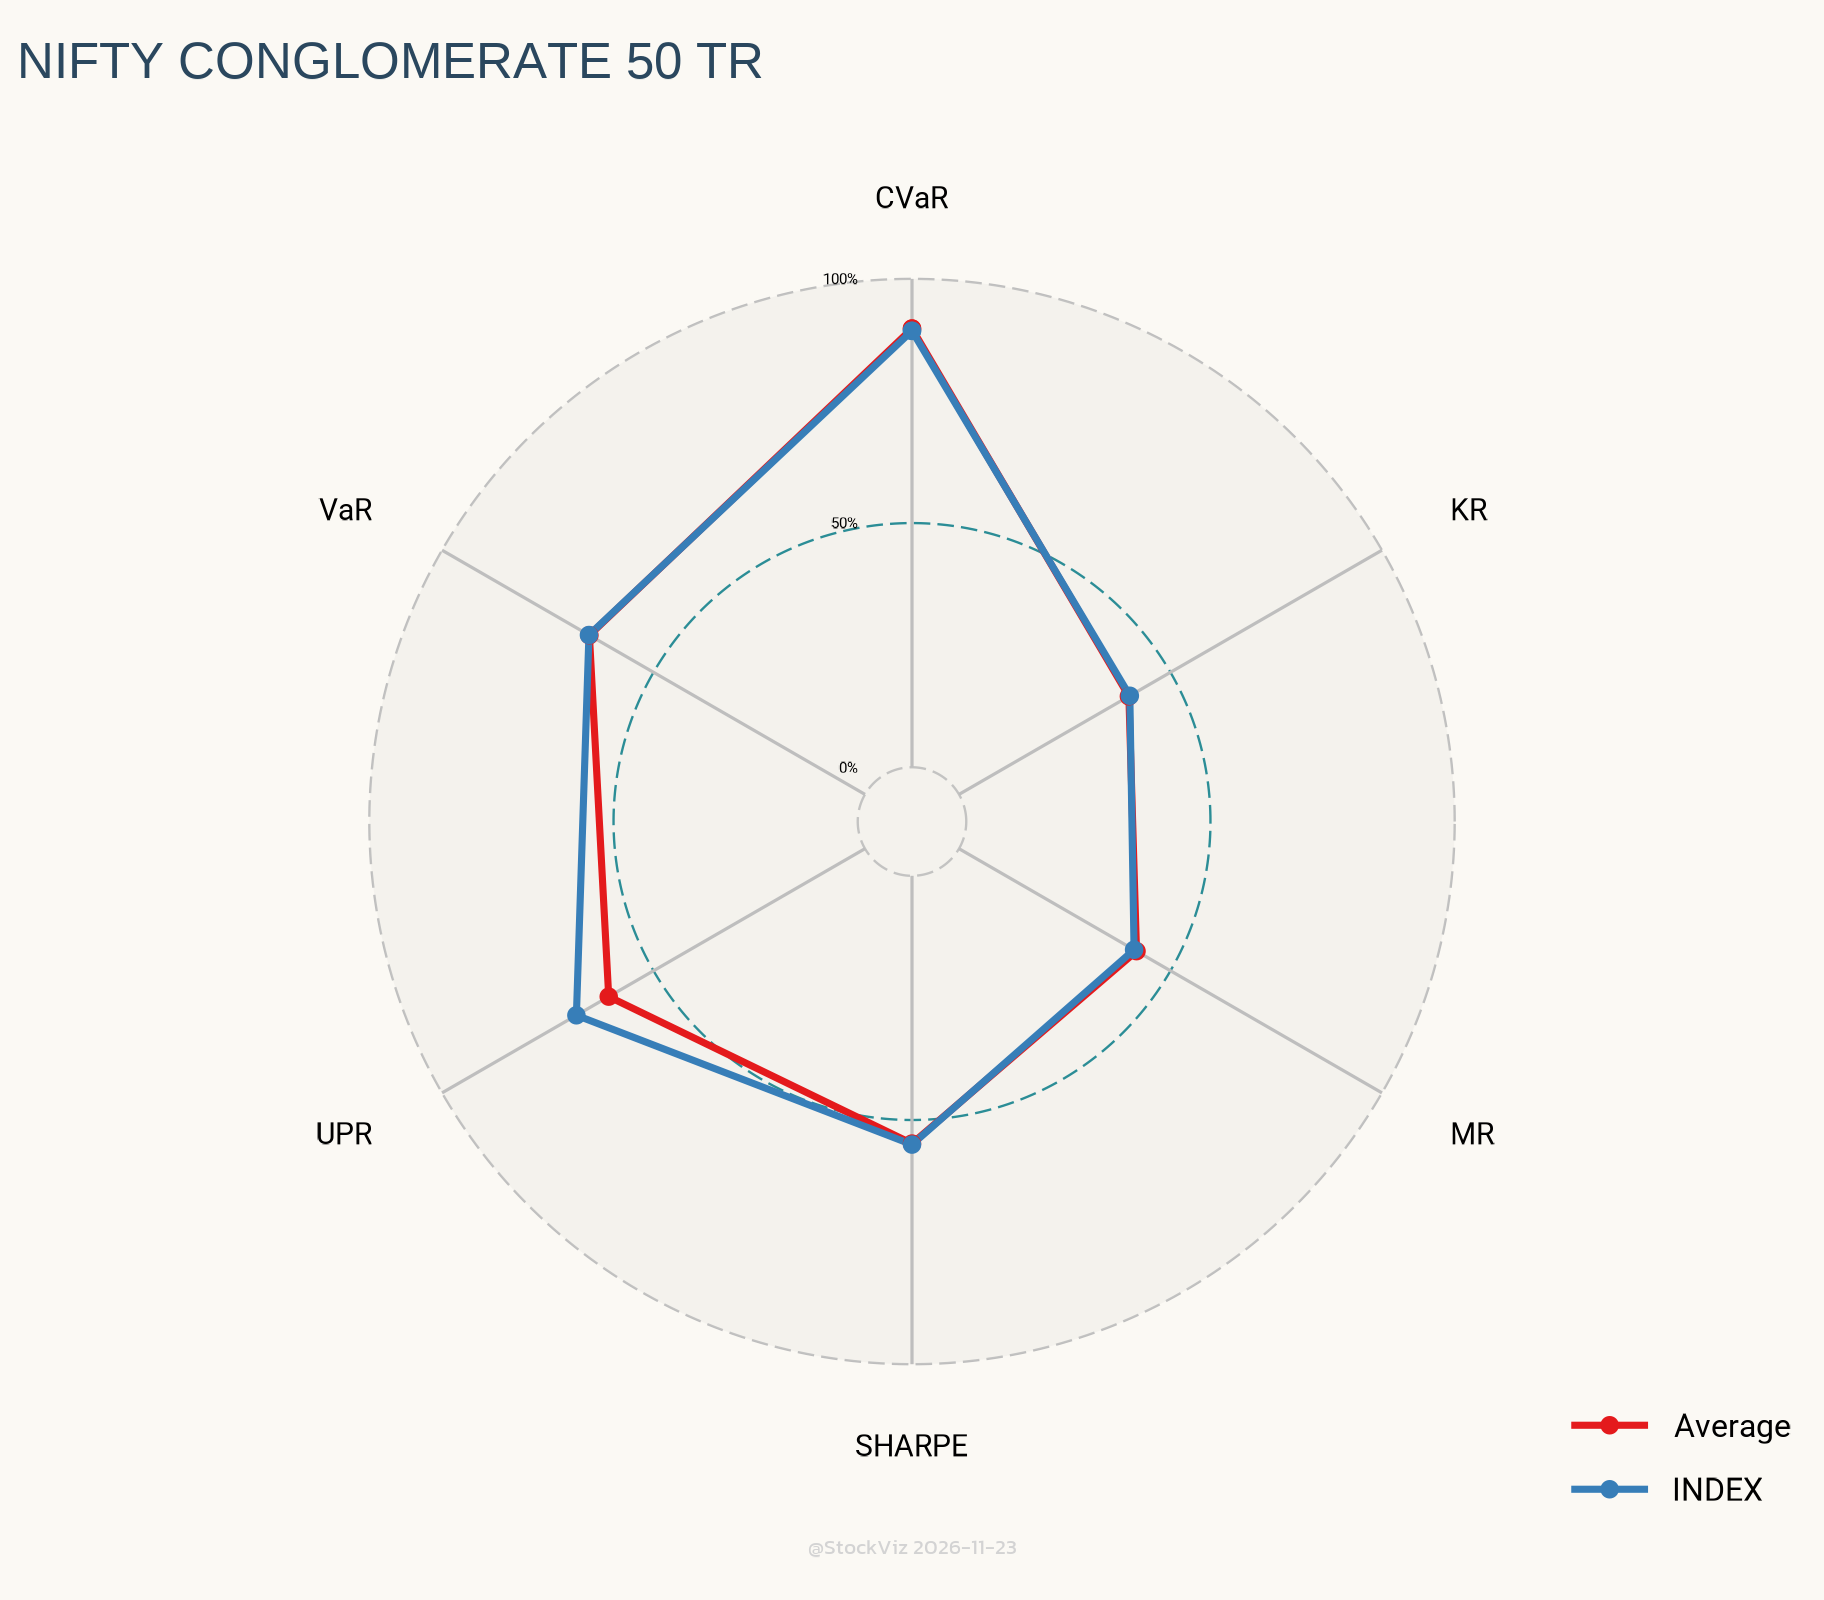 NIFTY CONGLOMERATE 50 TR
CVaR
100%
VaR
KR
50%
0%
UPR
MR
SHARPE
Average
INDEX
@StockViz 2026-11-23